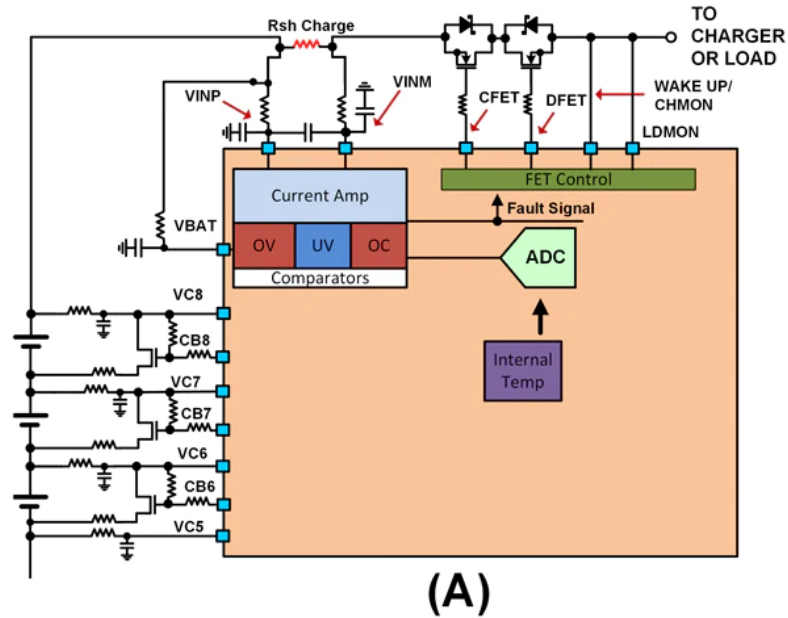 Rsh Charge
TO
CHARGER
OR LOAD
VINP
VINM
CFET
DFET
WAKE UP/
CHMON
LDMON
FET Control
Current Amp
Fault Signal
VBAT
OV
UV
OC
ADC
Comparators
VC8
CB8
Internal
Temp
VC7
CB7
VC6
CB6
VC5
(A)